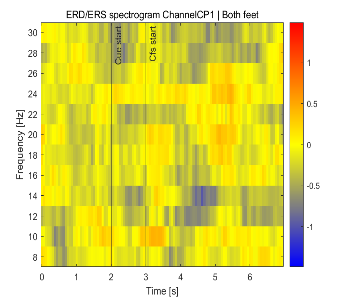 ERD/ERS spectrogram ChannelCP1 | Both feet
Frequency [Hz]
30
28
26
24
22
20
18
16
14
12
10
8
Cue start
Cfs start
1
0.5
0
-0.5
-1
0 1 2 3 4 5 6
Time [s]